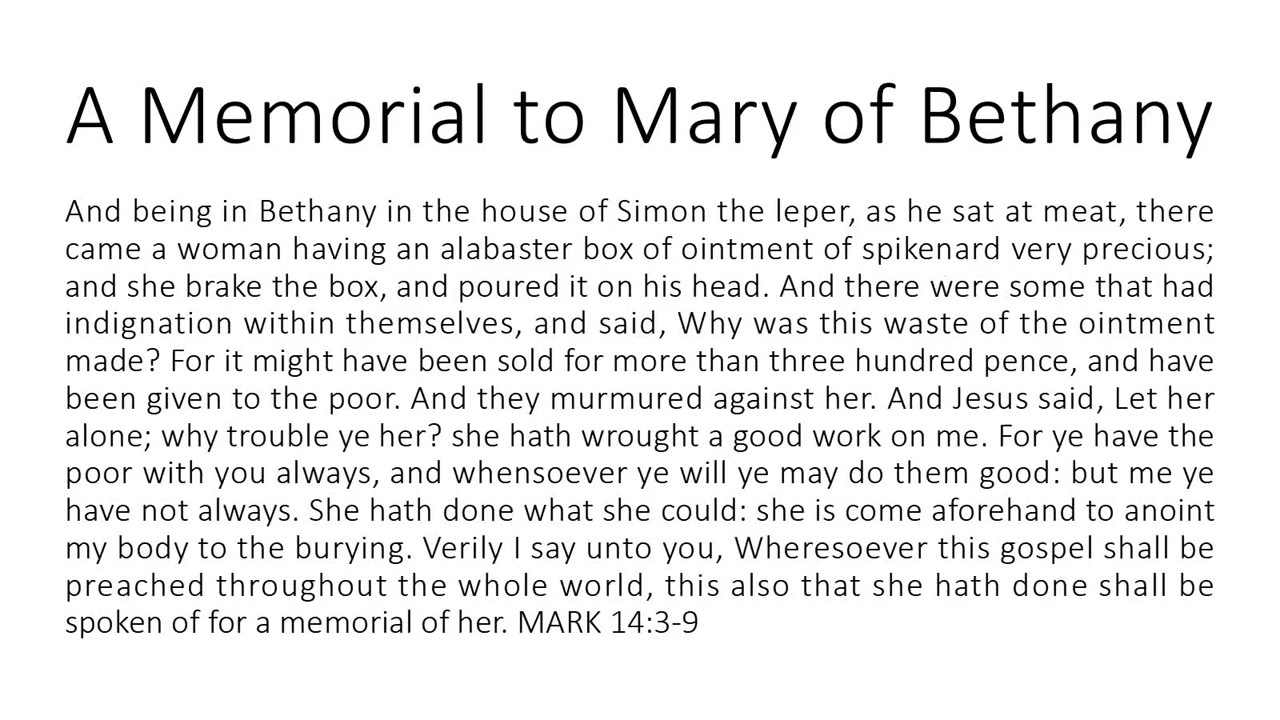 A Memorial to Mary of Bethany
And being in Bethany in the house of Simon the leper, as he sat at meat, there
came a woman having an alabaster box of ointment of spikenard very precious;
and she brake the box, and poured it on his head. And there were some that had
indignation within themselves, and said, Why was this waste of the ointment
made? For it might have been sold for more than three hundred pence, and have
been given to the poor. And they murmured against her. And Jesus said, Let her
alone; why trouble ye her? she hath wrought a good work on me. For ye have the
poor with you always, and whensoever ye will ye may do them good: but me ye
have not always. She hath done what she could: she is come aforehand to anoint
my body to the burying. Verily I say unto you, Wheresoever this gospel shall be
preached throughout the whole world, this also that she hath done shall be
spoken of for a memorial of her. MARK 14:3-9